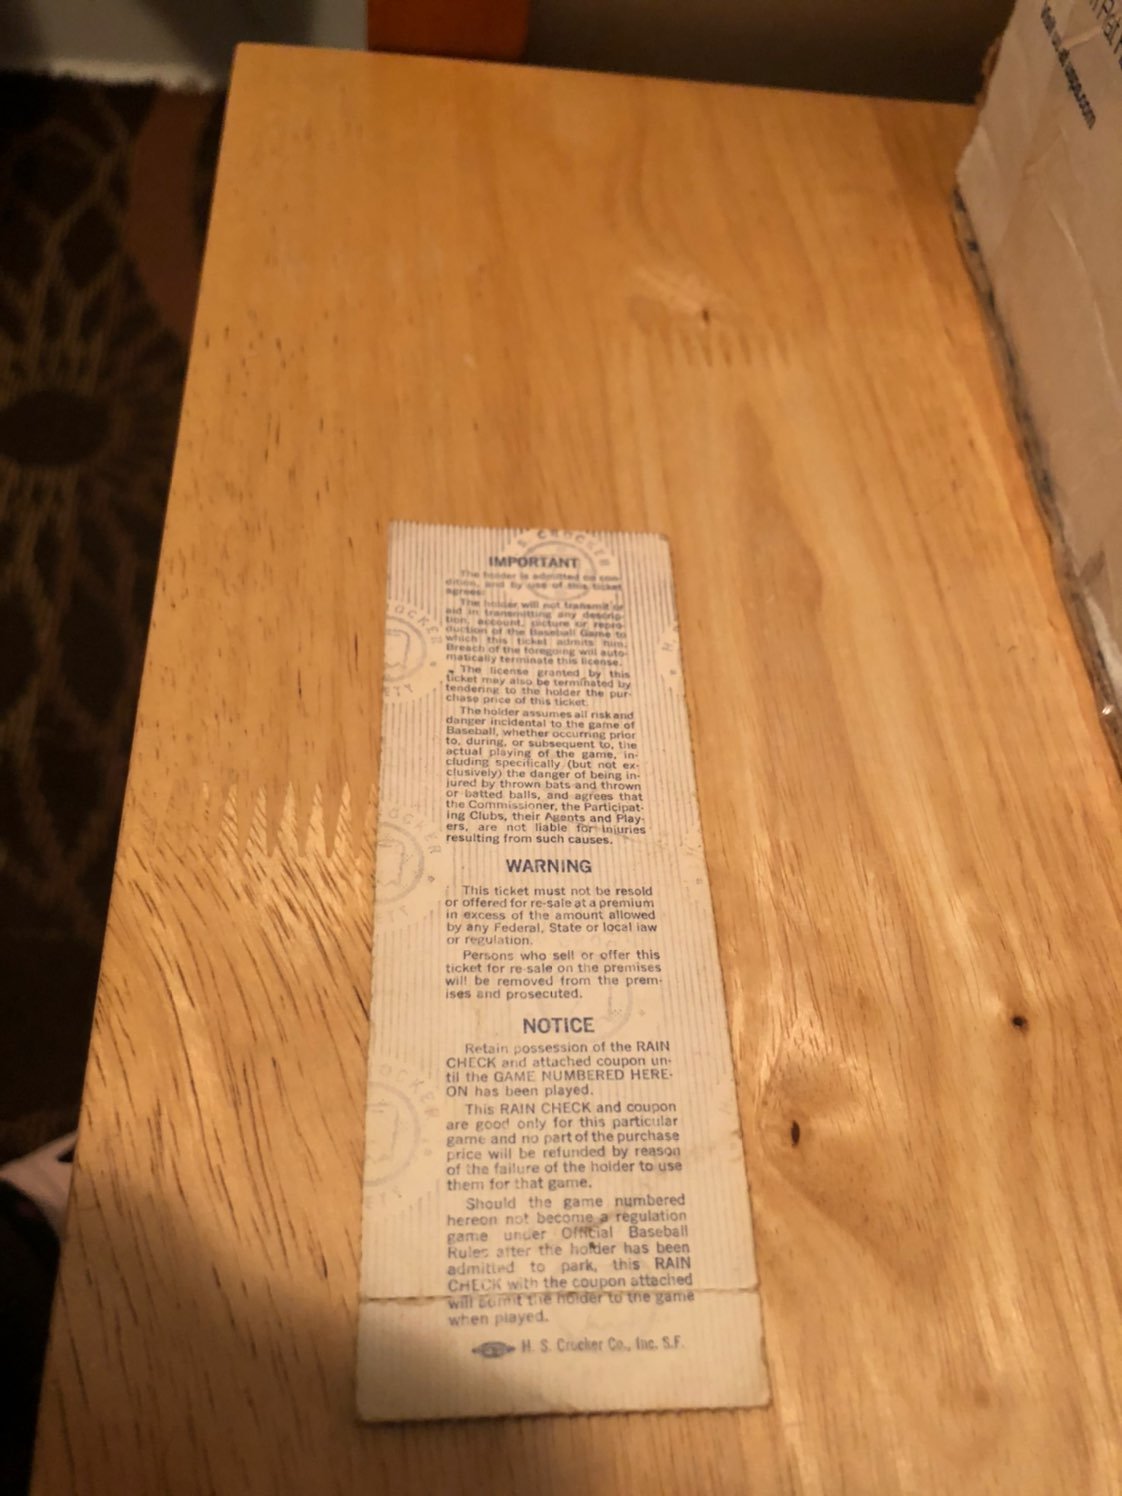 IMPORTANT
The holder is admitted on con-
dition, and by use of this ticket
agrees:
The holder will not transmit or
aid in transmitting any descrip-
tion, account, picture or repro-
duction of the Baseball Game to
which this ticket admits him.
Breach of the foregoing will auto-
matically terminate this license.
The license granted by this
ticket may also be terminated by
tendering to the holder the pur-
chase price of this ticket.
The holder assumes all risk and
danger incidental to the game of
Baseball, whether occurring prior
to, during, or subsequent to, the
actual playing of the game, in-
cluding specifically (but not ex-
clusively) the danger of being in-
jured by thrown bats and thrown
or batted balls, and agrees that
the Commissioner, the Participat-
ing Clubs, their Agents and Play-
ers, are not liable for injuries
resulting from such causes.
WARNING
This ticket must not be resold
or offered for re-sale at a premium
in excess of the amount allowed
by any Federal, State or local law
or regulation.
Persons who sell or offer this
ticket for re-sale on the premises
will be removed from the prem-
ises and prosecuted.
NOTICE
Retain possession of the RAIN
CHECK and attached coupon un-
til the GAME NUMBERED HERE-
ON has been played.
This RAIN CHECK and coupon
are good only for this particular
game and no part of the purchase
price will be refunded by reason
of the failure of the holder to use
them for that game.
Should the game numbered
hereon not become a regulation
game under Official Baseball
Rules after the holder has been
admitted to park, this RAIN
CHECK with the coupon attached
will admit the holder to the game
when played.
H. S. Crocker Co., Inc. S.F.